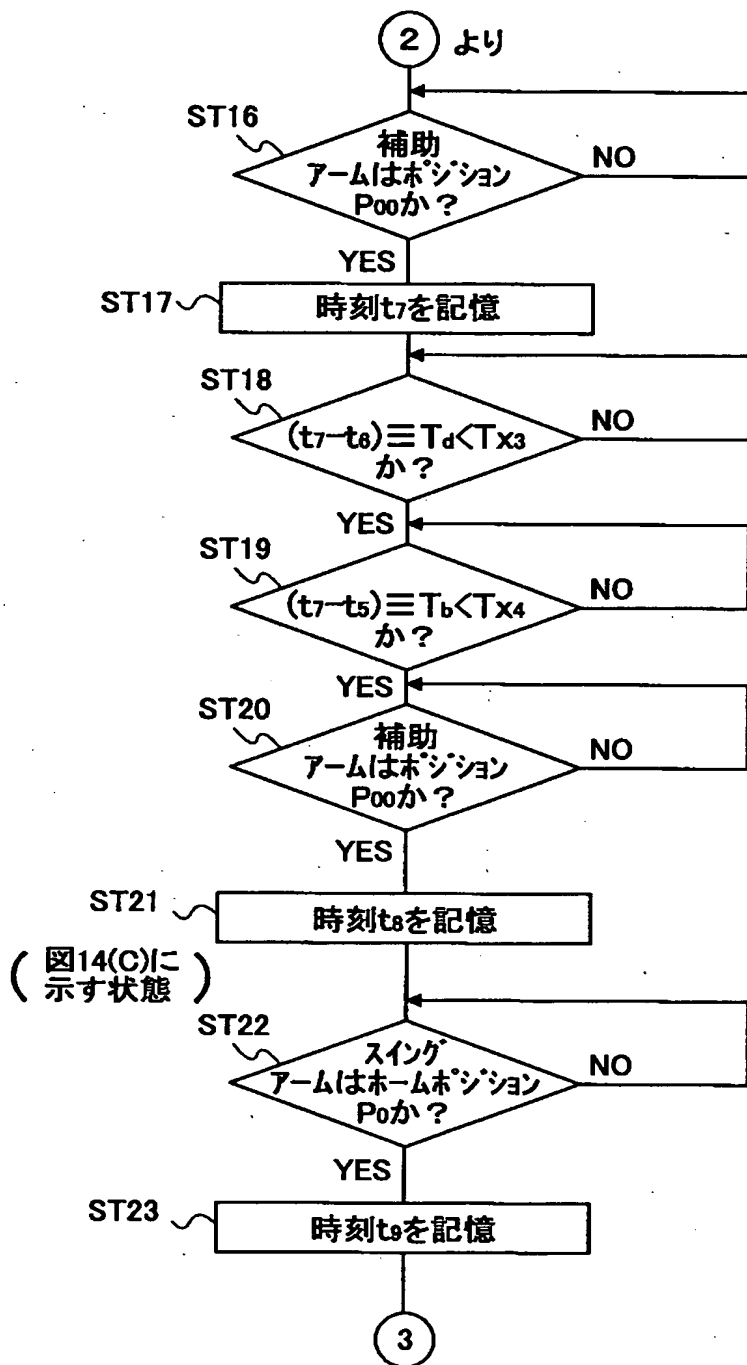 2 より
ST16
補助
アームはポジション
P00か？
NO
YES
ST17
時刻t7を記憶
ST18
(t7−t6)≡Td<TX3
か？
NO
YES
ST19
(t7−t5)≡Tb<TX4
か？
NO
YES
ST20
補助
アームはポジション
P00か？
NO
YES
ST21
時刻t8を記憶
(図14(C)に
示す状態)
ST22
スイング
アームはホームポジション
P0か？
NO
YES
ST23
時刻t9を記憶
3